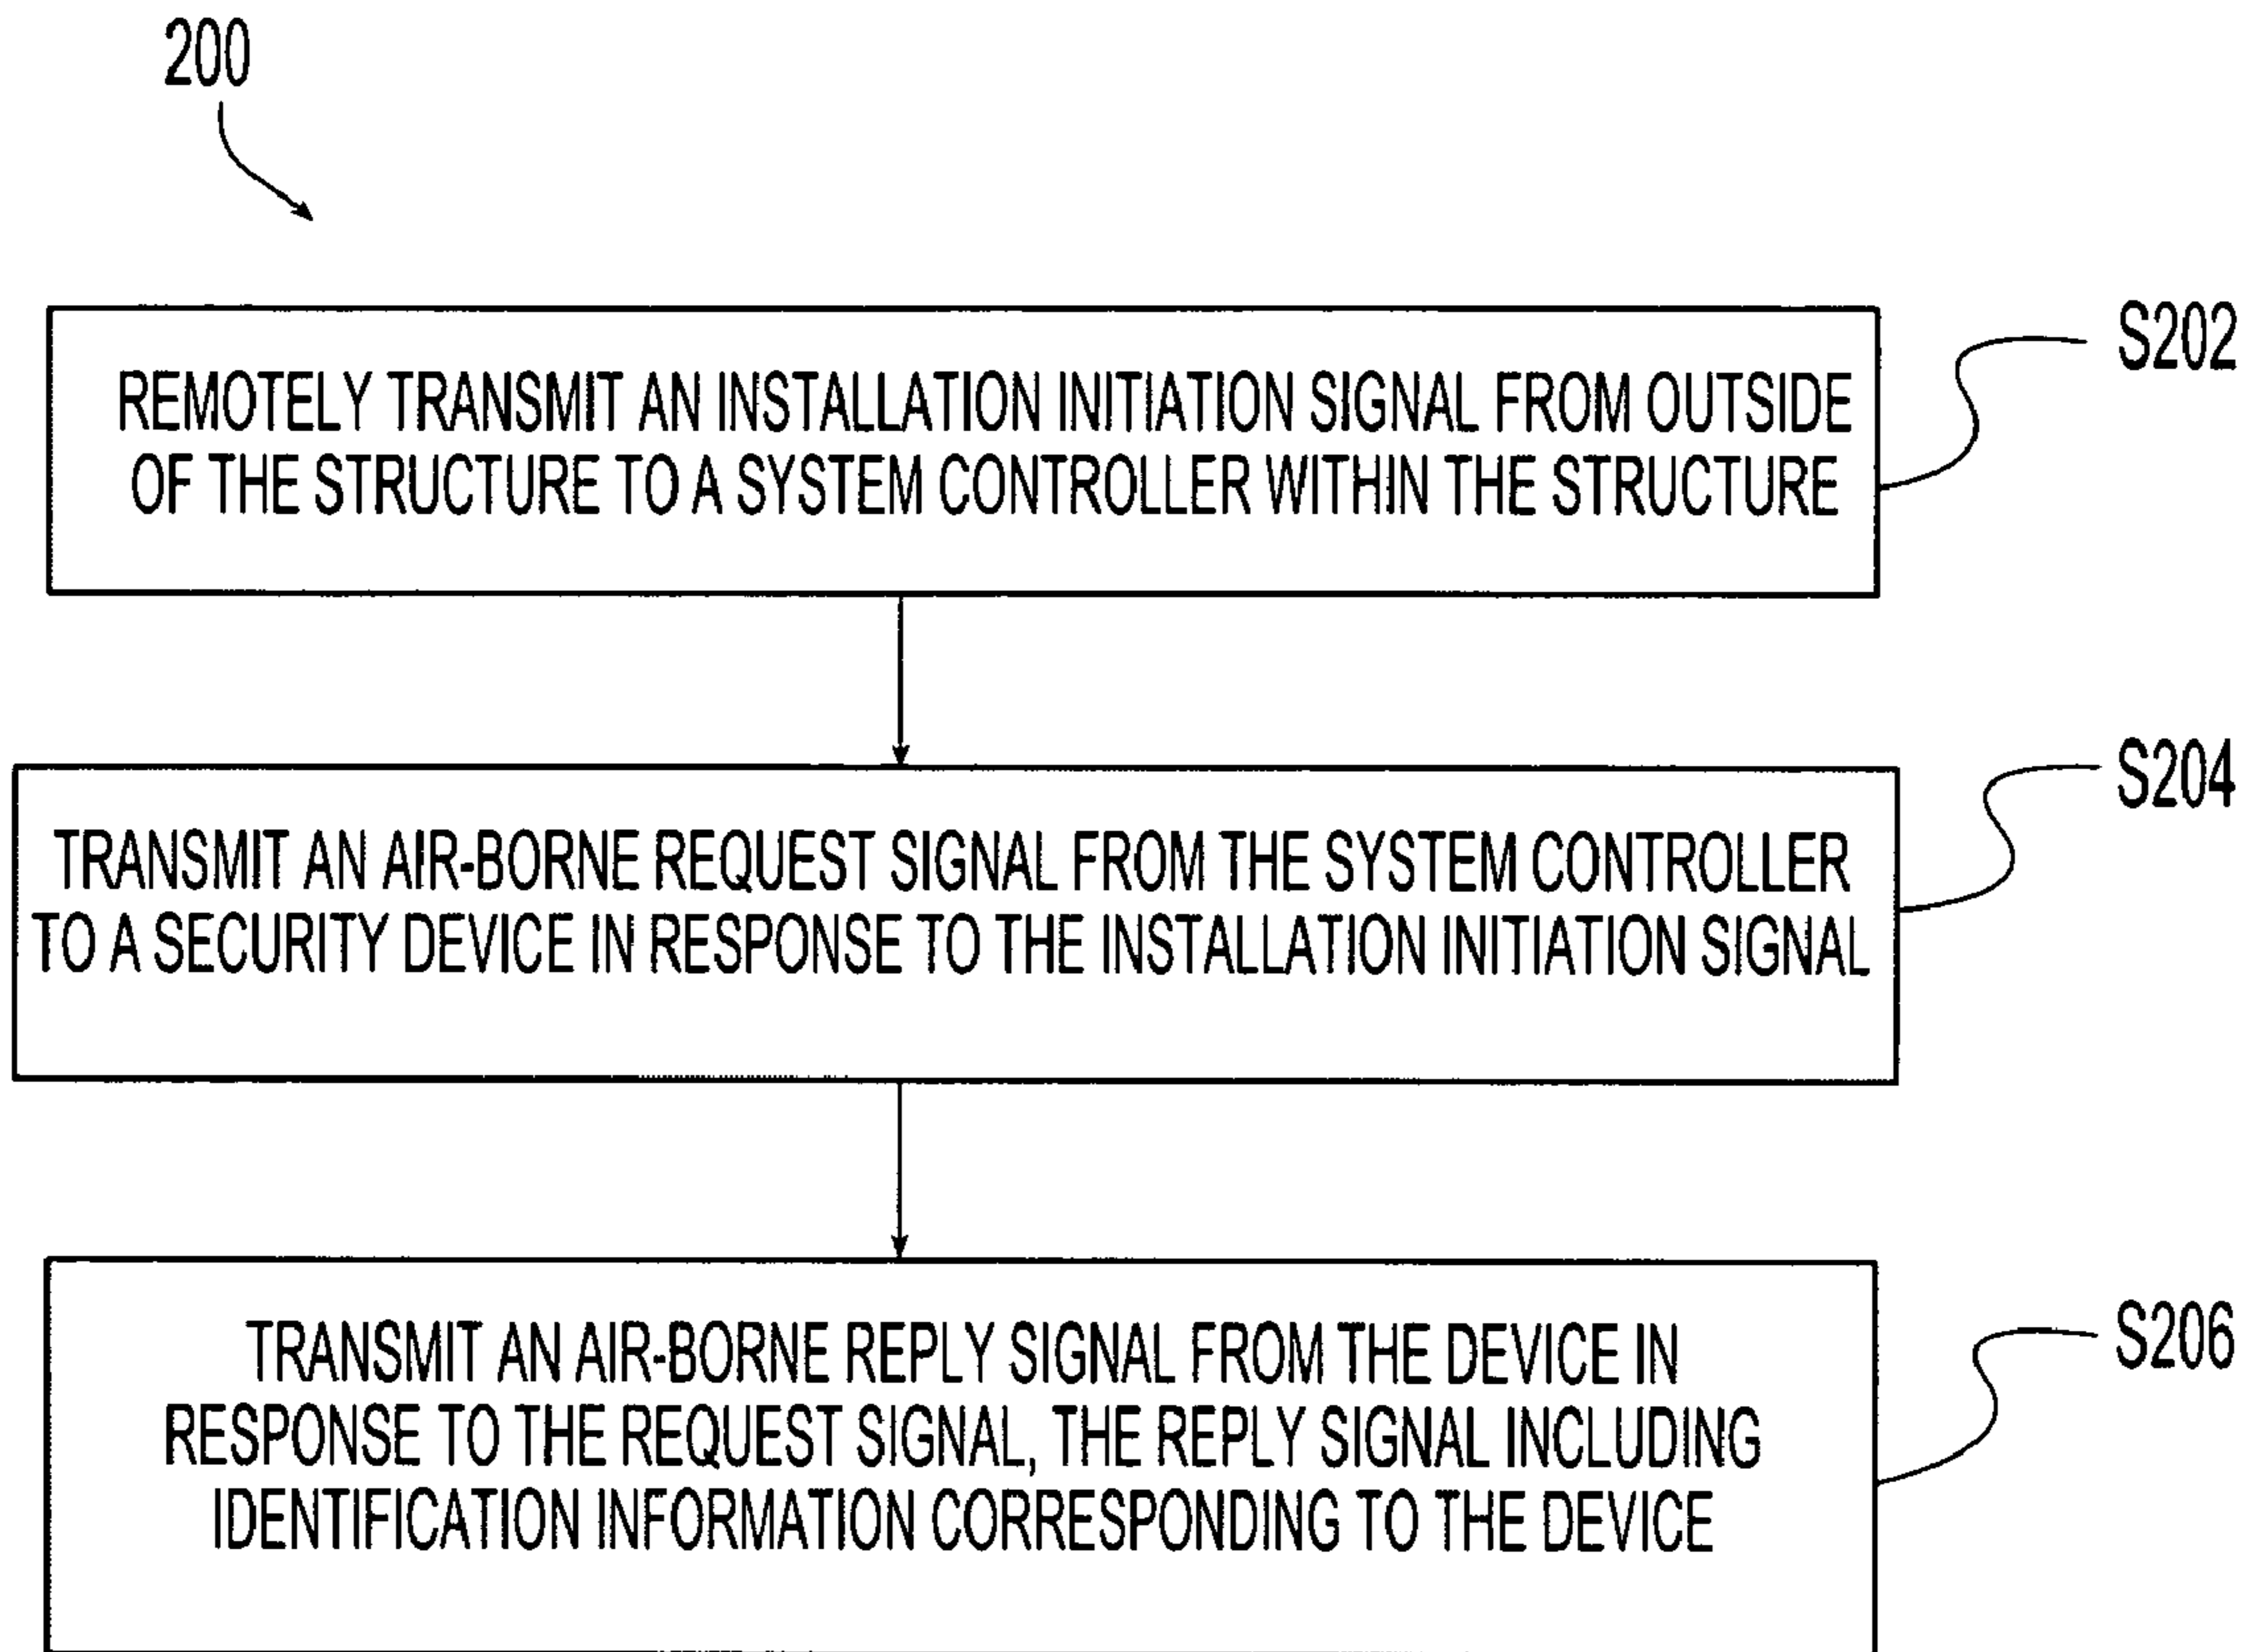 200
S202
REMOTELY TRANSMIT AN INSTALLATION INITIATION SIGNAL FROM OUTSIDE
OF THE STRUCTURE TO A SYSTEM CONTROLLER WITHIN THE STRUCTURE
S204
TRANSMIT AN AIR-BORNE REQUEST SIGNAL FROM THE SYSTEM CONTROLLER
TO A SECURITY DEVICE IN RESPONSE TO THE INSTALLATION INITIATION SIGNAL
S206
TRANSMIT AN AIR-BORNE REPLY SIGNAL FROM THE DEVICE IN
RESPONSE TO THE REQUEST SIGNAL, THE REPLY SIGNAL INCLUDING
IDENTIFICATION INFORMATION CORRESPONDING TO THE DEVICE